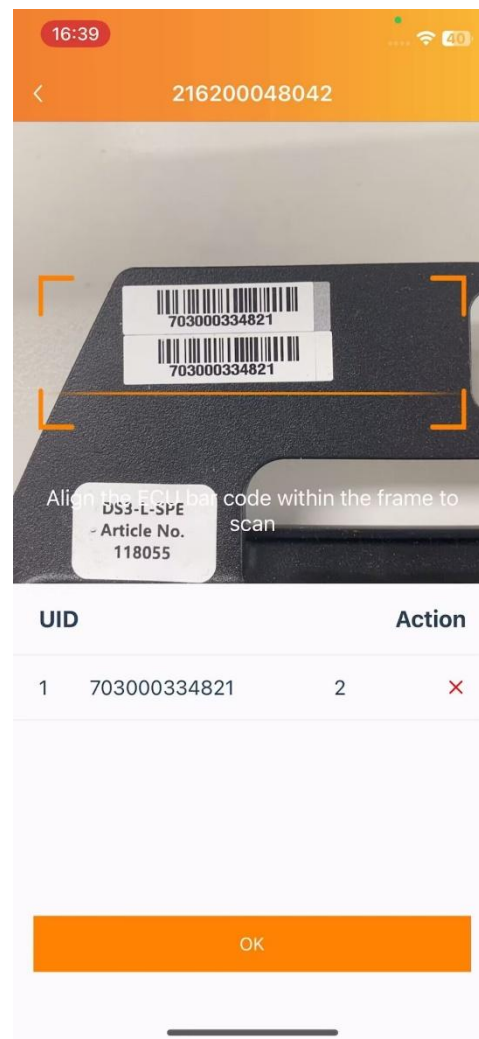 16:39
40
216200048042
703000334821
703000334821
Align the ECU bar code within the frame to
scan
DS3-L-SPE
Article No.
118055
UID Action
1 703000334821 2 ×
OK